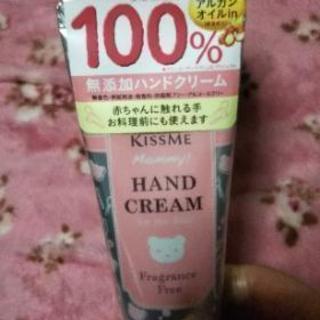 アルガン
オイルin
100%
無添加ハンドクリーム
赤ちゃんに触れる手
お料理前にも使えます
KISSME
Mommy!
HAND
CREAM
Fragrance
Free